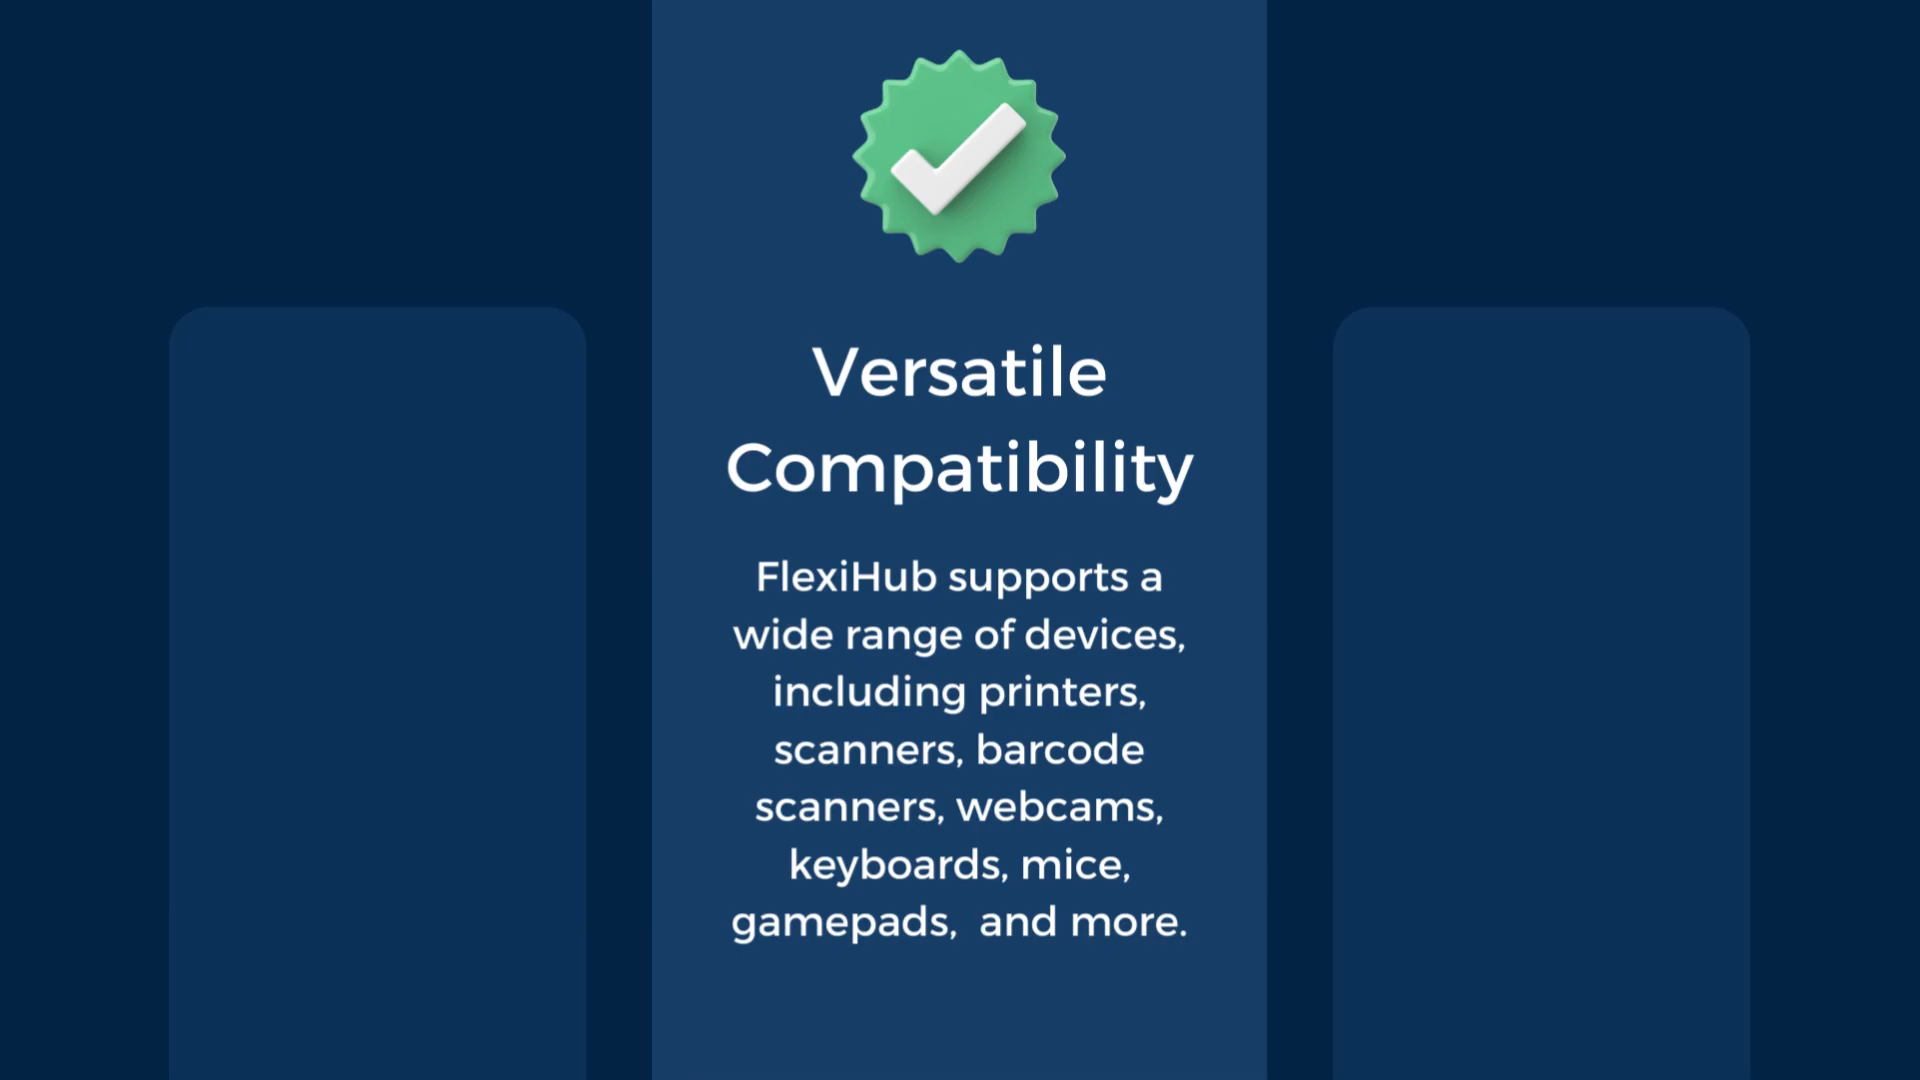 Versatile
Compatibility
FlexiHub supports a
wide range of devices,
including printers,
scanners, barcode
scanners, webcams,
keyboards, mice,
gamepads,  and more.